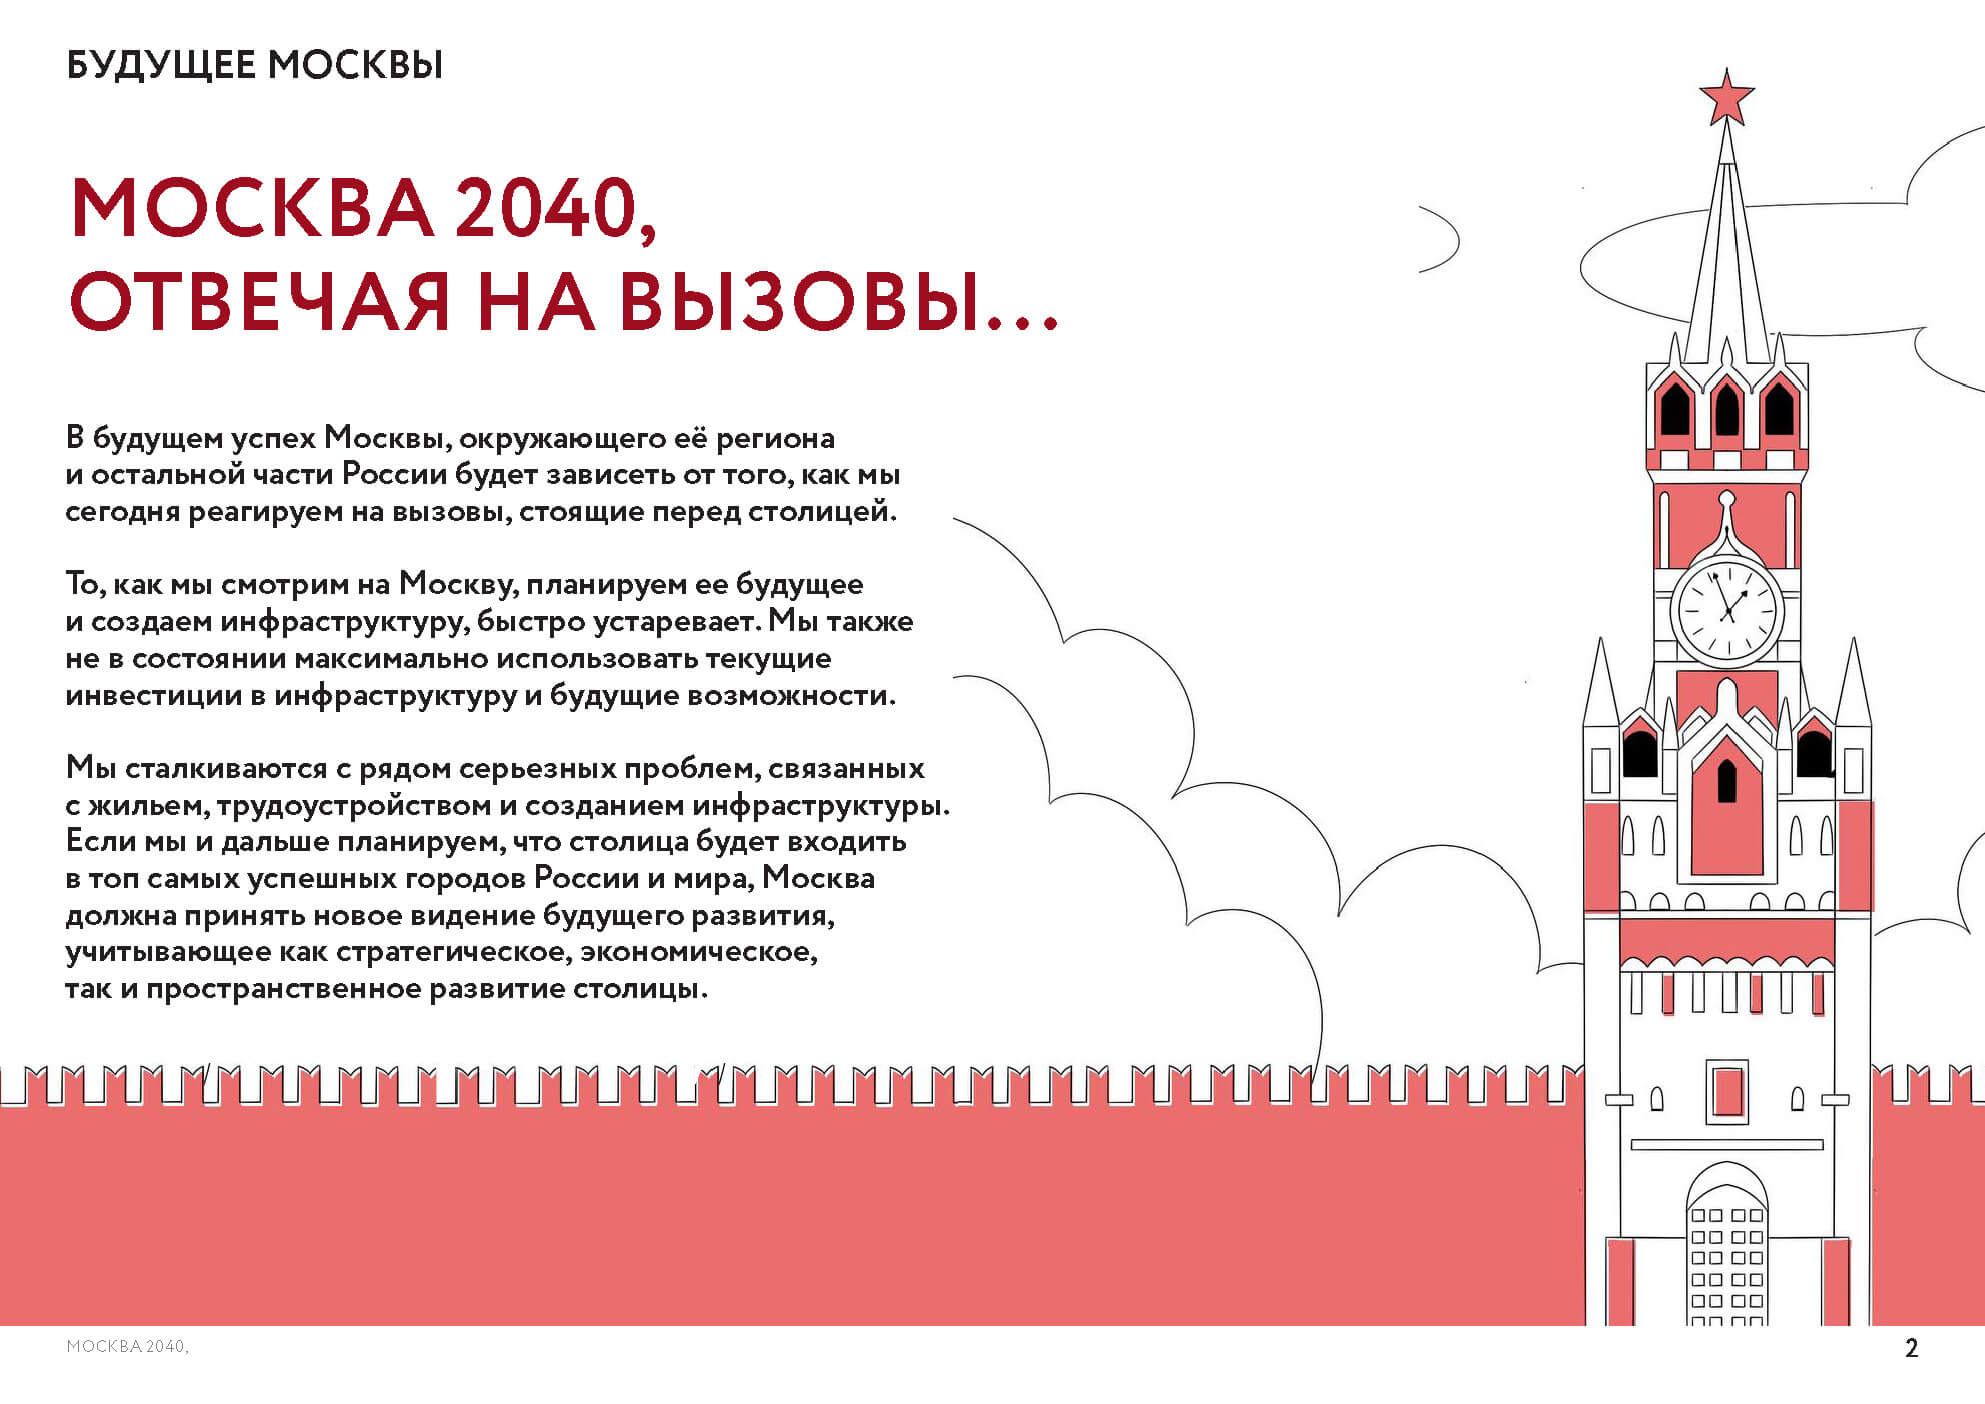 БУДУЩЕЕ МОСКВЫ
МОСКВА 2040,
ОТВЕЧАЯ НА ВЫЗОВЫ...
В будущем успех Москвы, окружающего её региона
и остальной части России будет зависеть от того, как мы
сегодня реагируем на вызовы, стоящие перед столицей.
То, как мы смотрим на Москву, планируем ее будущее
и создаем инфраструктуру, быстро устаревает. Мы также
не в состоянии максимально использовать текущие
инвестиции в инфраструктуру и будущие возможности.
Мы сталкиваются с рядом серьезных проблем, связанных
с жильем, трудоустройством и созданием инфраструктуры.
Если мы и дальше планируем, что столица будет входить
в топ самых успешных городов России и мира, Москва
должна принять новое видение будущего развития,
учитывающее как стратегическое, экономическое,
так и пространственное развитие столицы.
МОСКВА 2040,
2